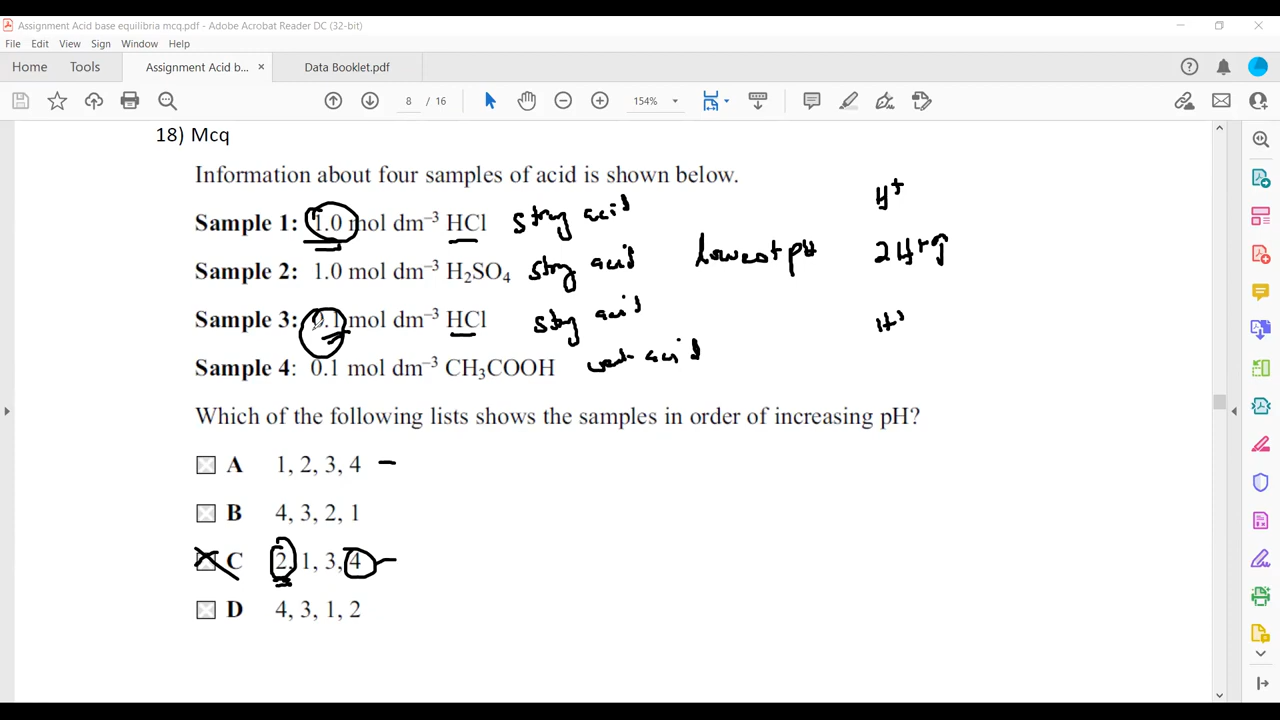 Assignment Acid base equilibria mcq.pdf - Adobe Acrobat Reader DC (32-bit)
File Edit View Sign Window Help
Home Tools Assignment Acid b... × Data Booklet.pdf
8 / 16 154%
18) Mcq
Information about four samples of acid is shown below.
H⁺
Sample 1: 1.0 mol dm⁻³ HCl strong acid
Sample 2: 1.0 mol dm⁻³ H₂SO₄ strong acid lowest pH 2H⁺
Sample 3: 0.1 mol dm⁻³ HCl strong acid H⁺
Sample 4: 0.1 mol dm⁻³ CH₃COOH weak acid
Which of the following lists shows the samples in order of increasing pH?
A 1, 2, 3, 4
B 4, 3, 2, 1
C 2, 1, 3, 4
D 4, 3, 1, 2